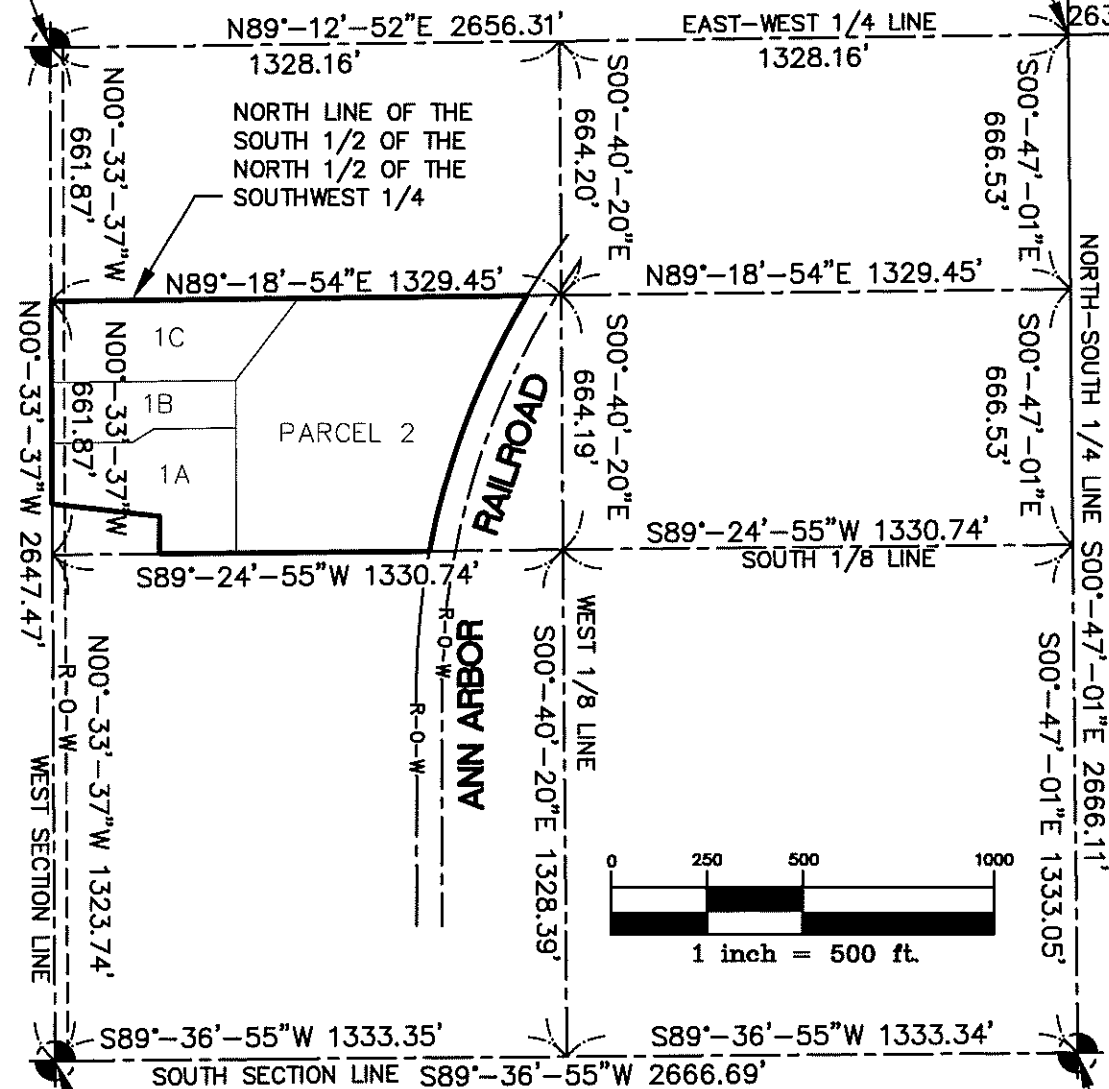 N89°-12'-52"E 2656.31'
EAST-WEST 1/4 LINE
263
1328.16'
1328.16'
N00°-33'-37"W
661.87'
NORTH LINE OF THE
SOUTH 1/2 OF THE
NORTH 1/2 OF THE
SOUTHWEST 1/4
S00°-40'-20"E
664.20'
S00°-47'-01"E
666.53'
N89°-18'-54"E 1329.45'
N89°-18'-54"E 1329.45'
NORTH-SOUTH 1/4 LINE S00°-47'-01"E 2666.11'
N00°-33'-37"W 2647.47'
N00°-33'-37"W
661.87'
1C
1B
1A
PARCEL 2
RAILROAD
S00°-40'-20"E
664.19'
S00°-47'-01"E
666.53'
S89°-24'-55"W 1330.74'
S89°-24'-55"W 1330.74'
SOUTH 1/8 LINE
R-O-W
N00°-33'-37"W 1323.74'
WEST SECTION LINE
R-O-W
R-O-W
ANN ARBOR
WEST 1/8 LINE
S00°-40'-20"E 1328.39'
S00°-47'-01"E 1333.05'
0 250 500 1000
1 inch = 500 ft.
S89°-36'-55"W 1333.35'
S89°-36'-55"W 1333.34'
SOUTH SECTION LINE S89°-36'-55"W 2666.69'